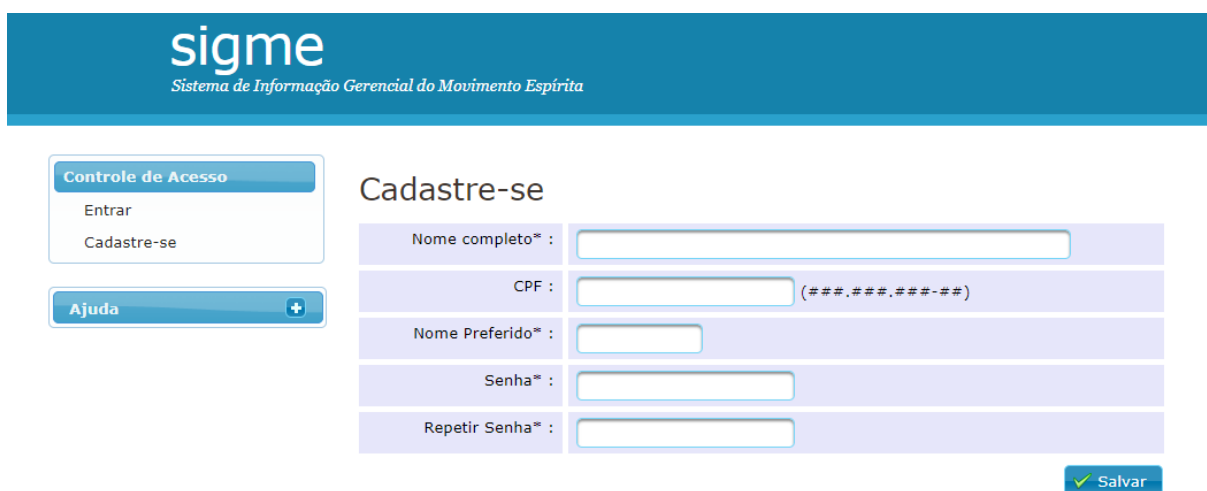 sigme
Sistema de Informação Gerencial do Movimento Espírita
Controle de Acesso
Entrar
Cadastre-se
Ajuda
Cadastre-se
Nome completo* :
CPF : (###.###.###-##)
Nome Preferido* :
Senha* :
Repetir Senha* :
Salvar